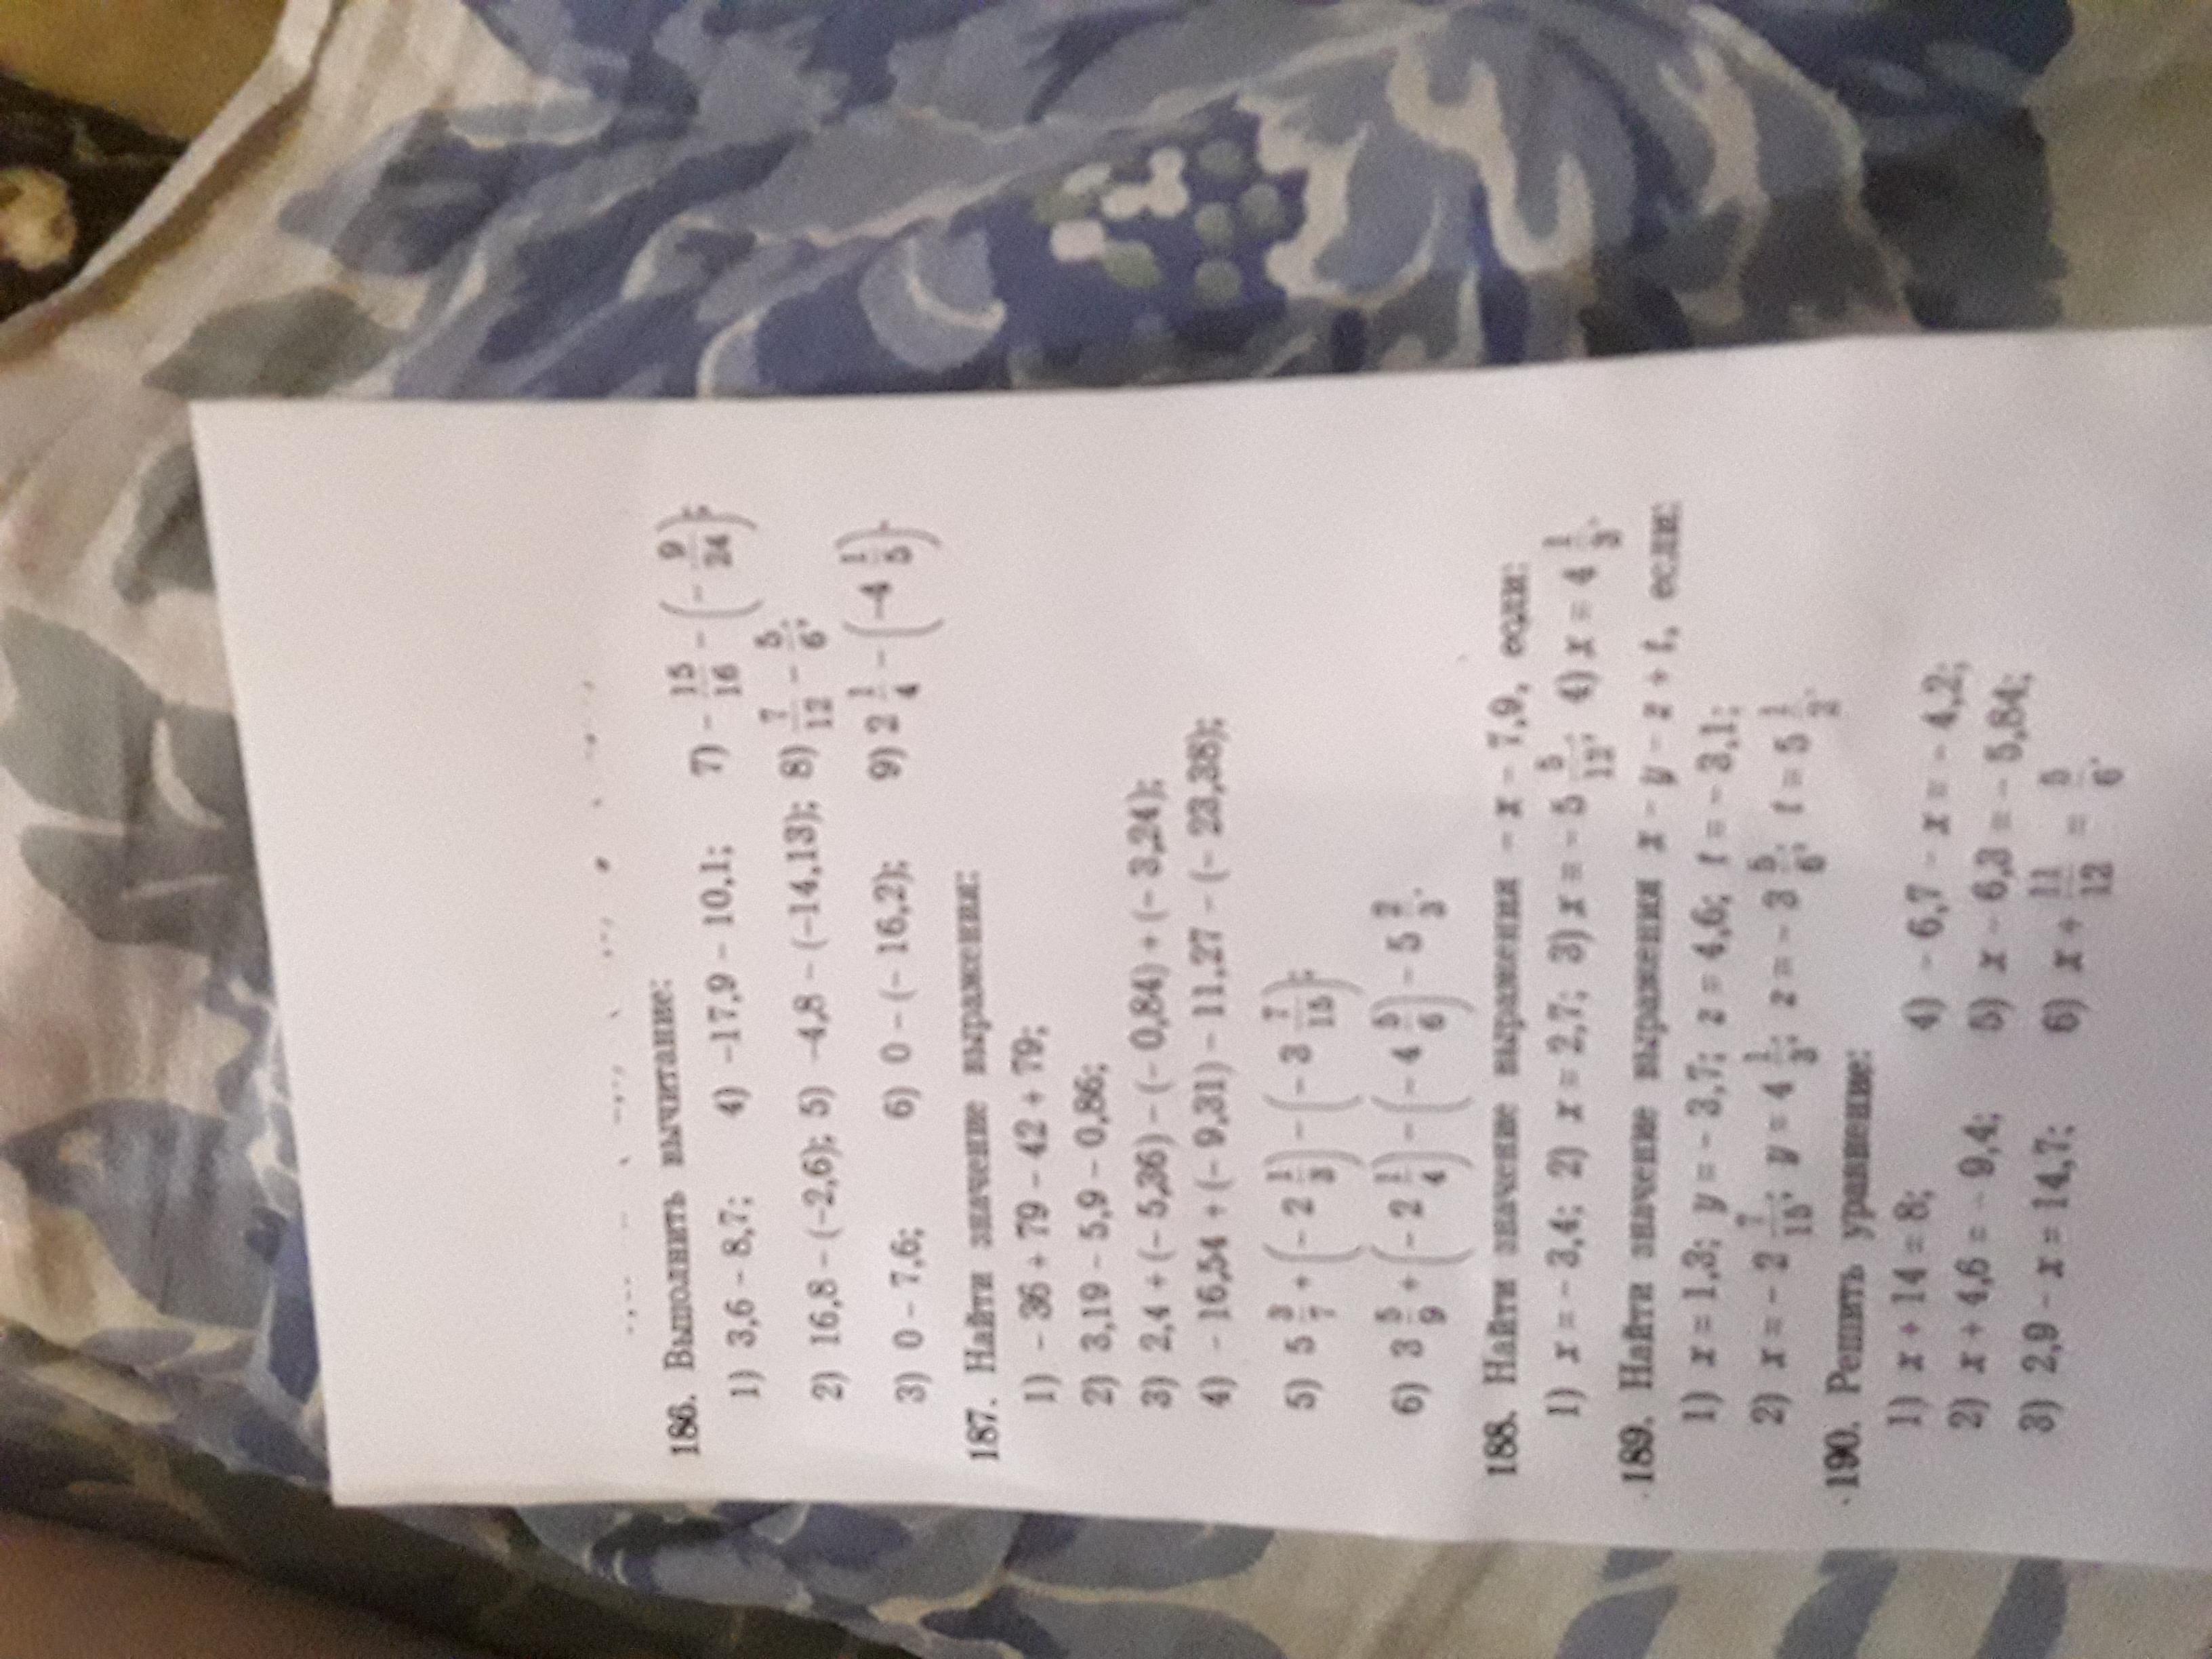 186. Выполнить вычитание:
1) 3,6 − 8,7; 4) −17,9 − 10,1; 7) −15/16 − (−9/24);
2) 16,8 − (−2,6); 5) −4,8 − (−14,13); 8) 7/12 − 5/6;
3) 0 − 7,6; 6) 0 − (−16,2); 9) 2 1/4 − (−4 1/5).
187. Найти значение выражения:
1) −36 + 79 − 42 + 79;
2) 3,19 − 5,9 − 0,86;
3) 2,4 + (−5,36) − (−0,84) + (−3,24);
4) −16,54 + (−9,31) − 11,27 − (−23,38);
5) 5 3/7 + (−2 1/3) − (−3 7/15);
6) 3 5/9 + (−2 1/4) − (−4 5/6) − 5 2/3.
188. Найти значение выражения −x − 7,9, если:
1) x = −3,4; 2) x = 2,7; 3) x = −5 5/12; 4) x = 4 1/3.
189. Найти значение выражения x − y − z + t, если:
1) x = 1,3; y = −3,7; z = 4,6; t = −3,1;
2) x = −2 7/15; y = 4 1/3; z = −3 5/6; t = 5 1/2.
190. Решить уравнение:
1) x + 14 = 8; 4) −6,7 − x = −4,2;
2) x + 4,6 = −9,4; 5) x − 6,3 = −5,84;
3) 2,9 − x = 14,7; 6) x + 11/12 = 5/6.